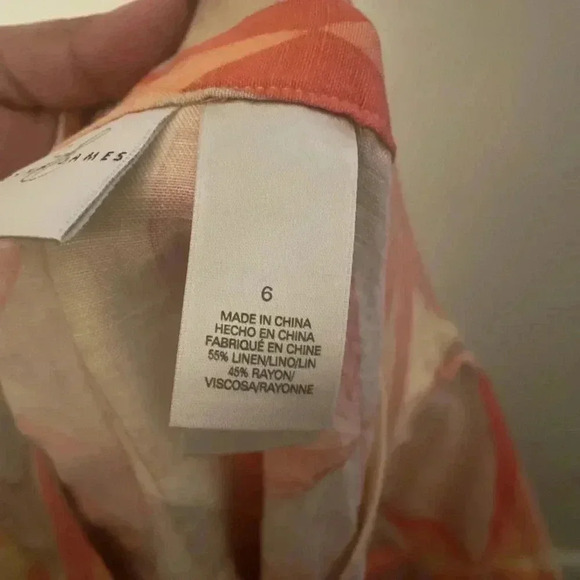 AMES
6
MADE IN CHINA
HECHO EN CHINA
FABRIQUÉ EN CHINE
55% LINEN/LINO/LIN
45% RAYON/
VISCOSA/RAYONNE